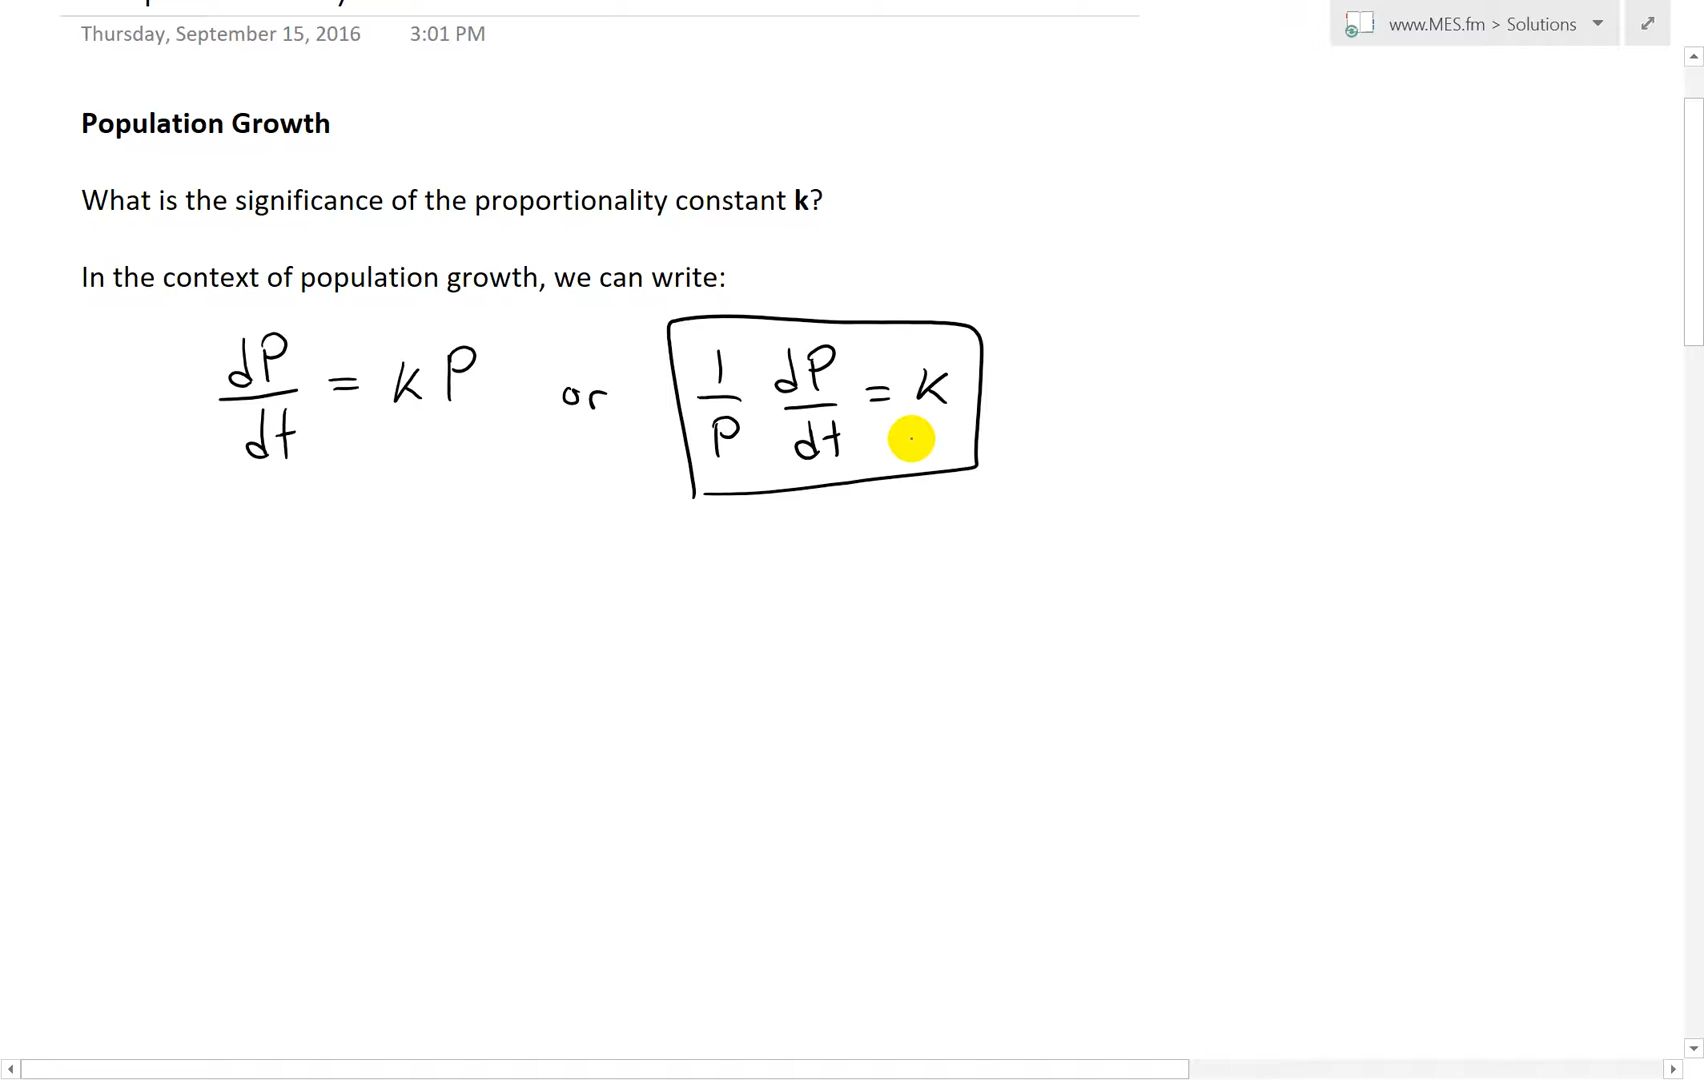 Thursday, September 15, 2016 3:01 PM
www.MES.fm > Solutions
Population Growth
What is the significance of the proportionality constant k?
In the context of population growth, we can write:
dP/dt = k P or 1/P dP/dt = k